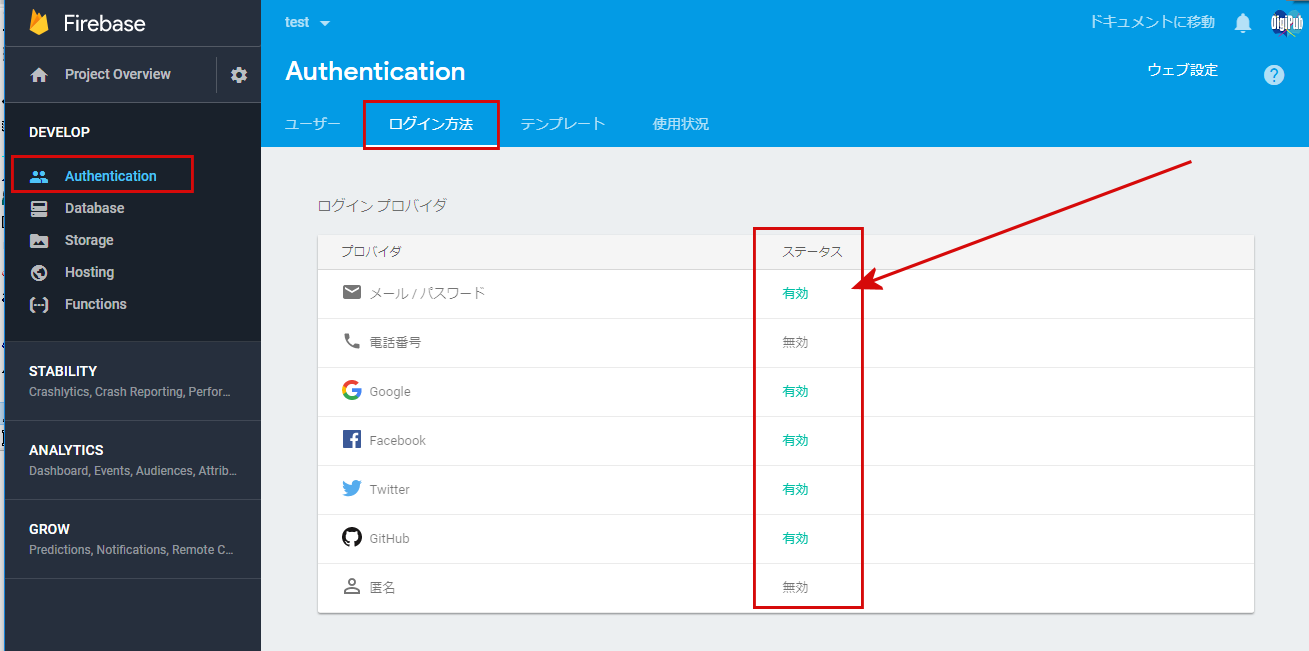 Firebase
Project Overview
DEVELOP
Authentication
Database
Storage
Hosting
Functions
STABILITY
Crashlytics, Crash Reporting, Perfor...
ANALYTICS
Dashboard, Events, Audiences, Attrib...
GROW
Predictions, Notifications, Remote C...
test
ドキュメントに移動
DigiPub
Authentication
ウェブ設定
?
ユーザー
ログイン方法
テンプレート
使用状況
ログイン プロバイダ
プロバイダ ステータス
メール / パスワード 有効
電話番号 無効
Google 有効
Facebook 有効
Twitter 有効
GitHub 有効
匿名 無効